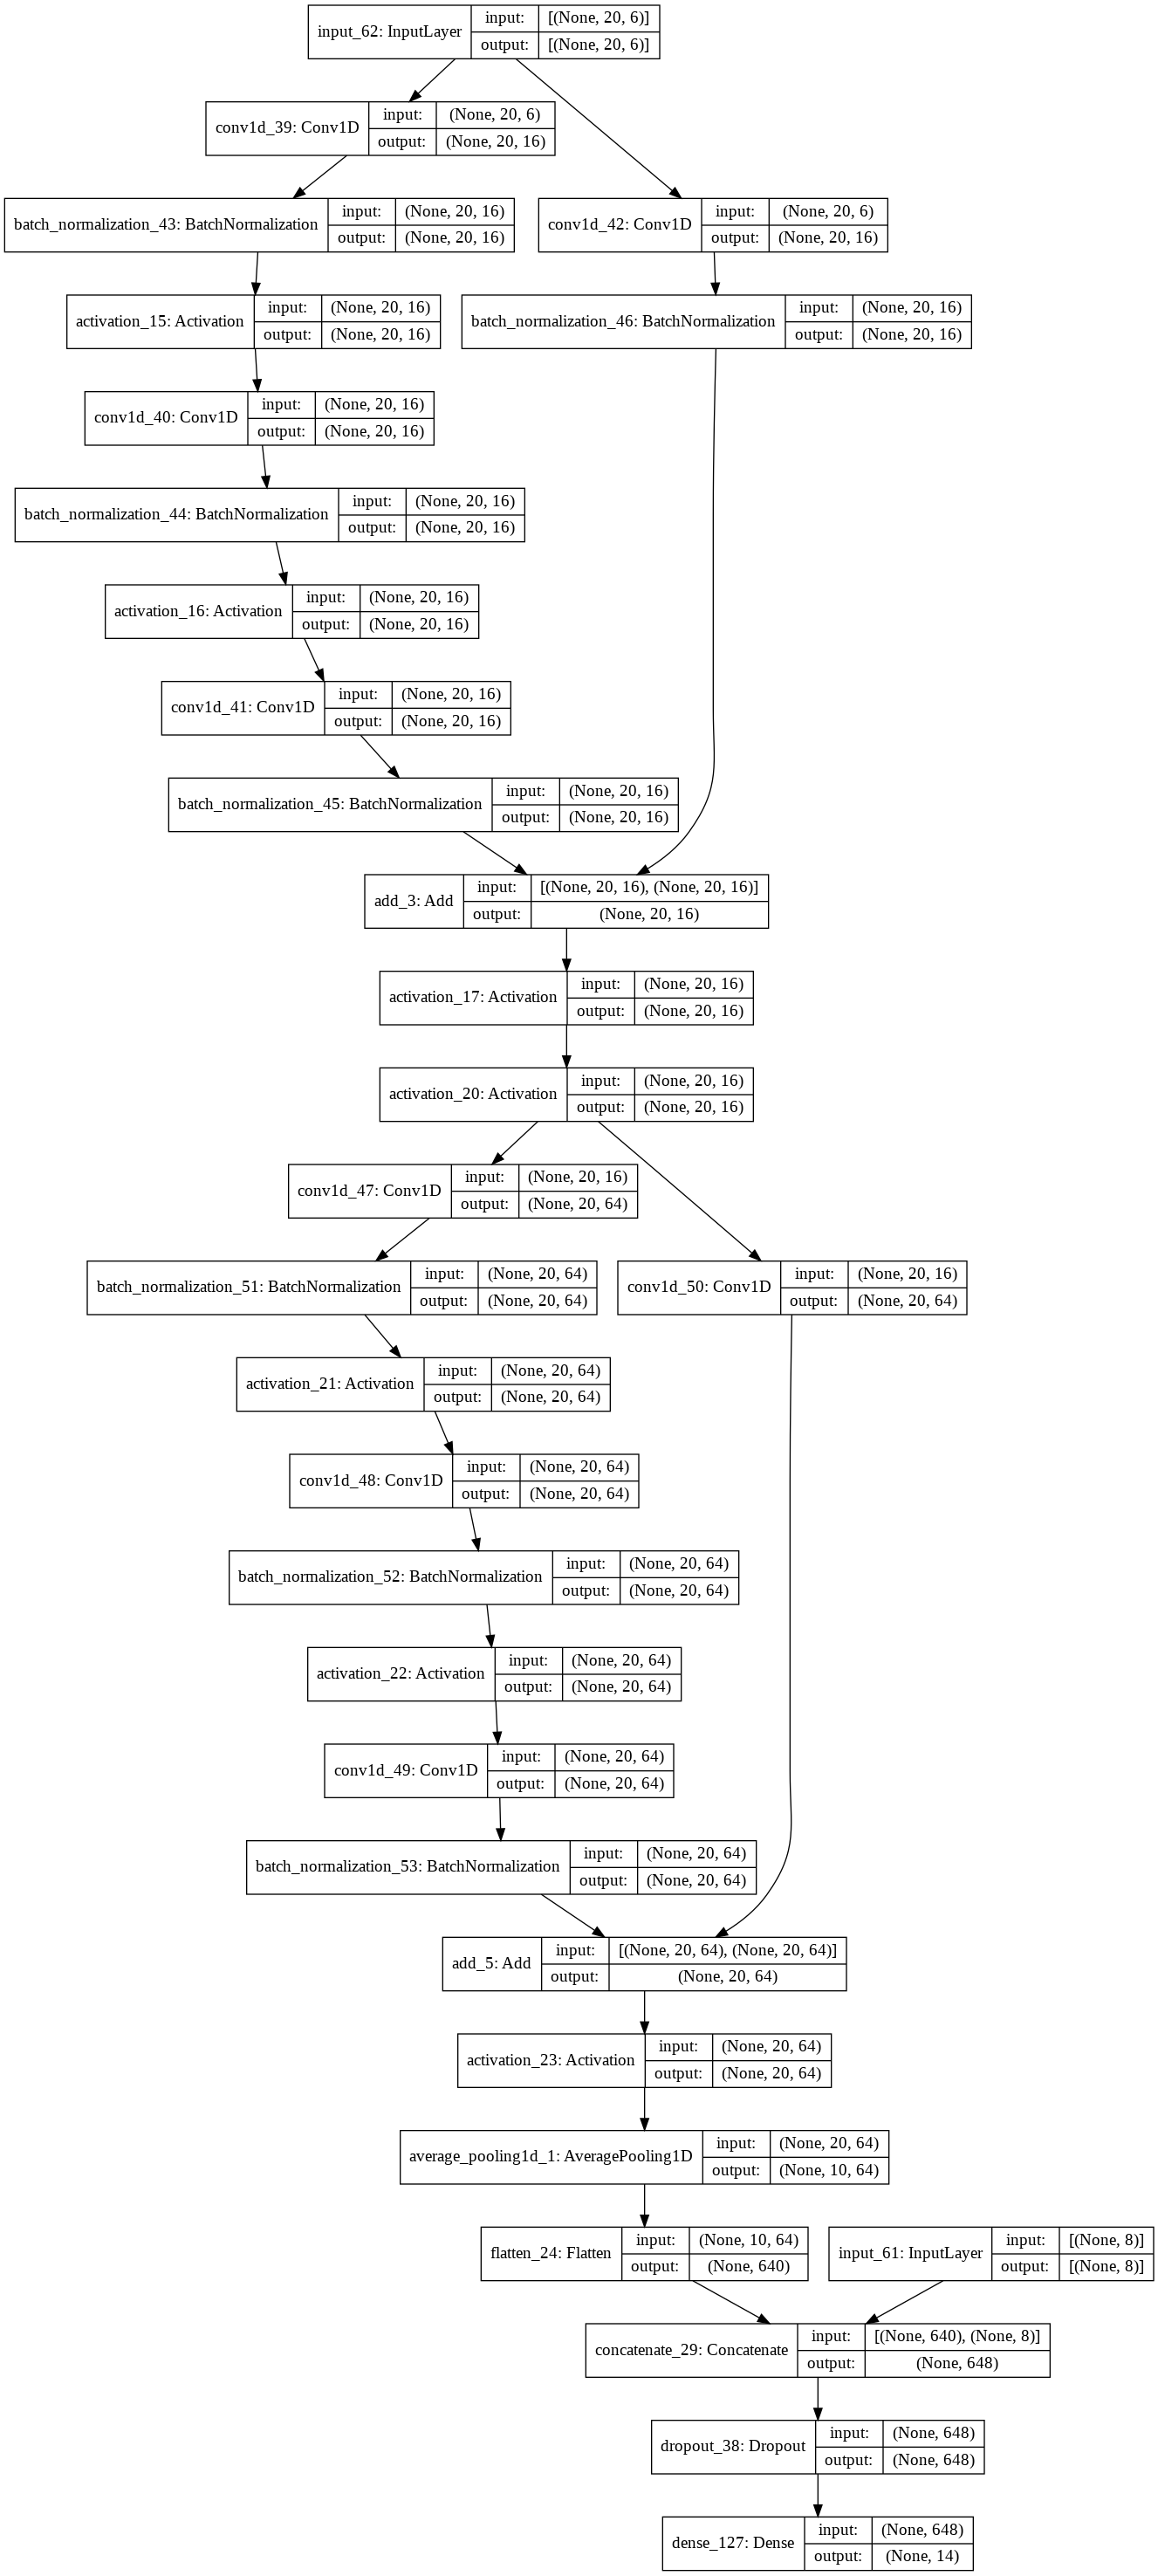 input_62: InputLayer
input: [(None, 20, 6)]
output: [(None, 20, 6)]
conv1d_39: Conv1D
input: (None, 20, 6)
output: (None, 20, 16)
batch_normalization_43: BatchNormalization
input: (None, 20, 16)
output: (None, 20, 16)
conv1d_42: Conv1D
input: (None, 20, 6)
output: (None, 20, 16)
activation_15: Activation
input: (None, 20, 16)
output: (None, 20, 16)
batch_normalization_46: BatchNormalization
input: (None, 20, 16)
output: (None, 20, 16)
conv1d_40: Conv1D
input: (None, 20, 16)
output: (None, 20, 16)
batch_normalization_44: BatchNormalization
input: (None, 20, 16)
output: (None, 20, 16)
activation_16: Activation
input: (None, 20, 16)
output: (None, 20, 16)
conv1d_41: Conv1D
input: (None, 20, 16)
output: (None, 20, 16)
batch_normalization_45: BatchNormalization
input: (None, 20, 16)
output: (None, 20, 16)
add_3: Add
input: [(None, 20, 16), (None, 20, 16)]
output: (None, 20, 16)
activation_17: Activation
input: (None, 20, 16)
output: (None, 20, 16)
activation_20: Activation
input: (None, 20, 16)
output: (None, 20, 16)
conv1d_47: Conv1D
input: (None, 20, 16)
output: (None, 20, 64)
batch_normalization_51: BatchNormalization
input: (None, 20, 64)
output: (None, 20, 64)
conv1d_50: Conv1D
input: (None, 20, 16)
output: (None, 20, 64)
activation_21: Activation
input: (None, 20, 64)
output: (None, 20, 64)
conv1d_48: Conv1D
input: (None, 20, 64)
output: (None, 20, 64)
batch_normalization_52: BatchNormalization
input: (None, 20, 64)
output: (None, 20, 64)
activation_22: Activation
input: (None, 20, 64)
output: (None, 20, 64)
conv1d_49: Conv1D
input: (None, 20, 64)
output: (None, 20, 64)
batch_normalization_53: BatchNormalization
input: (None, 20, 64)
output: (None, 20, 64)
add_5: Add
input: [(None, 20, 64), (None, 20, 64)]
output: (None, 20, 64)
activation_23: Activation
input: (None, 20, 64)
output: (None, 20, 64)
average_pooling1d_1: AveragePooling1D
input: (None, 20, 64)
output: (None, 10, 64)
flatten_24: Flatten
input: (None, 10, 64)
output: (None, 640)
input_61: InputLayer
input: [(None, 8)]
output: [(None, 8)]
concatenate_29: Concatenate
input: [(None, 640), (None, 8)]
output: (None, 648)
dropout_38: Dropout
input: (None, 648)
output: (None, 648)
dense_127: Dense
input: (None, 648)
output: (None, 14)